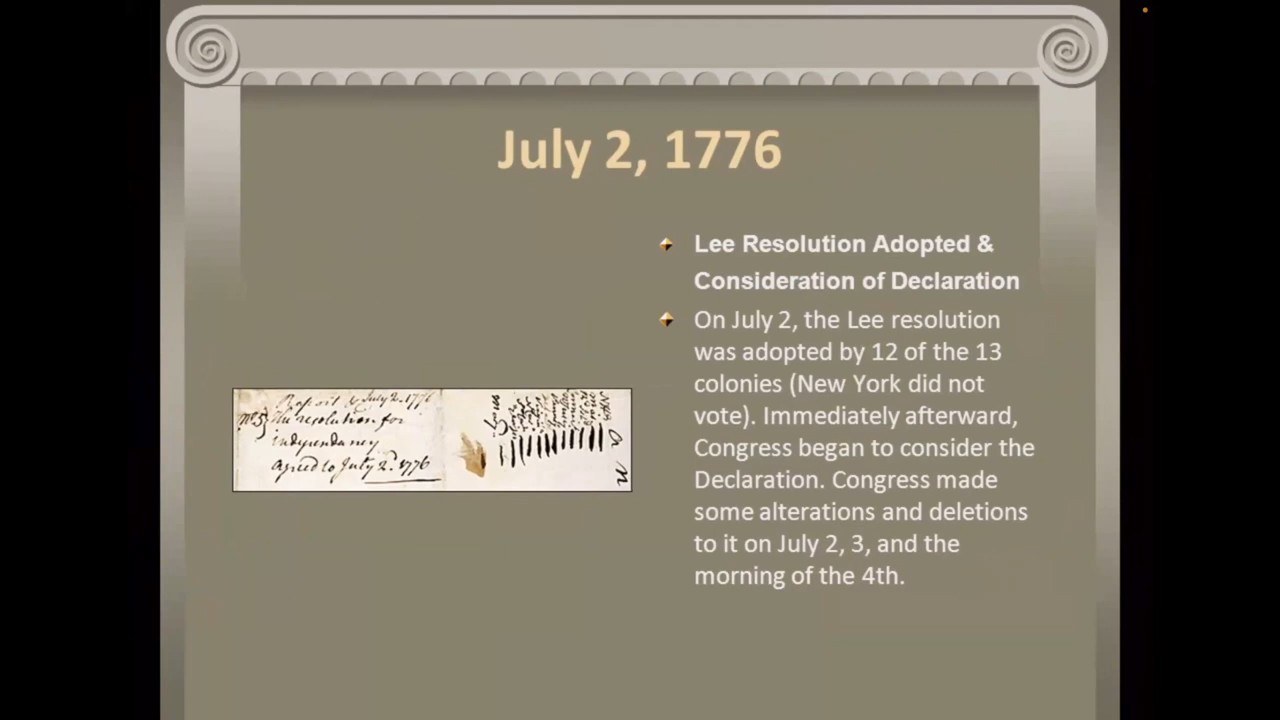 July 2, 1776
Lee Resolution Adopted &
Consideration of Declaration
On July 2, the Lee resolution
was adopted by 12 of the 13
colonies (New York did not
vote). Immediately afterward,
Congress began to consider the
Declaration. Congress made
some alterations and deletions
to it on July 2, 3, and the
morning of the 4th.
July 2. 1776
the resolution for
independancy
agreed to July 2d. 1776